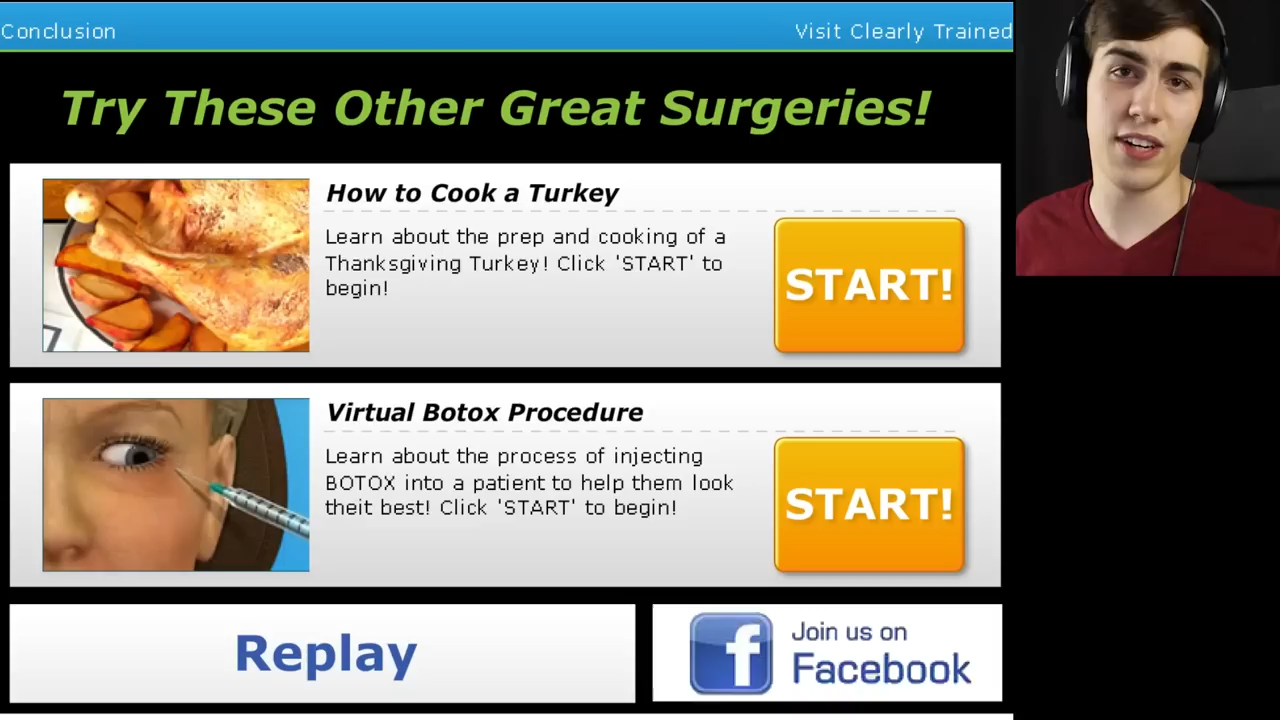 Conclusion
Visit Clearly Trained
Try These Other Great Surgeries!
How to Cook a Turkey
Learn about the prep and cooking of a
Thanksgiving Turkey! Click 'START' to
begin!
START!
Virtual Botox Procedure
Learn about the process of injecting
BOTOX into a patient to help them look
theit best! Click 'START' to begin!
START!
Replay
f
Join us on
Facebook